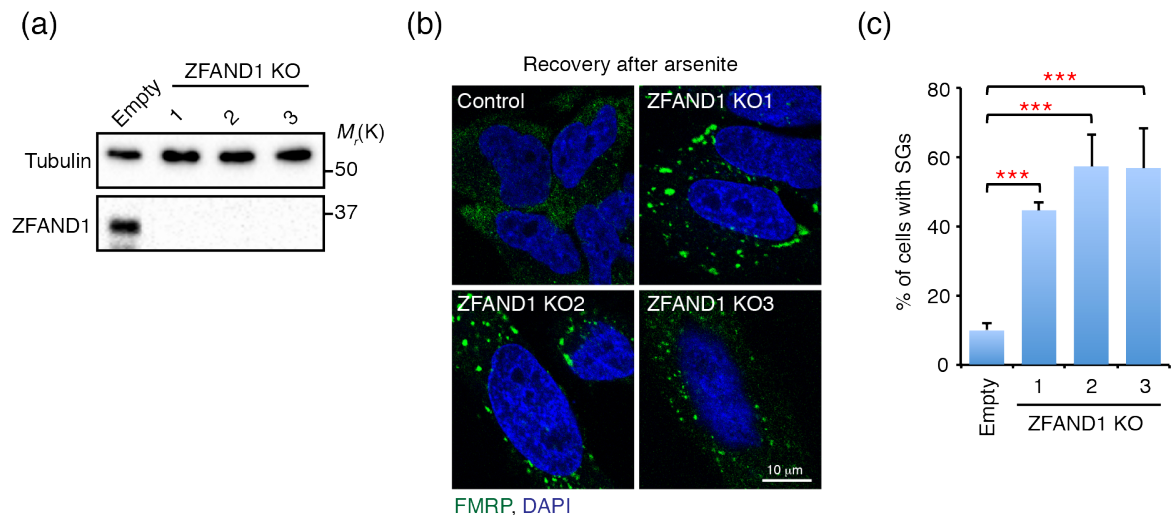 (a)
ZFAND1 KO
Empty
1
2
3
Mr(K)
Tubulin
50
37
ZFAND1
(b)
Recovery after arsenite
Control
ZFAND1 KO1
ZFAND1 KO2
ZFAND1 KO3
10 μm
FMRP, DAPI
(c)
***
***
***
80
60
40
20
0
% of cells with SGs
Empty
1
2
3
ZFAND1 KO